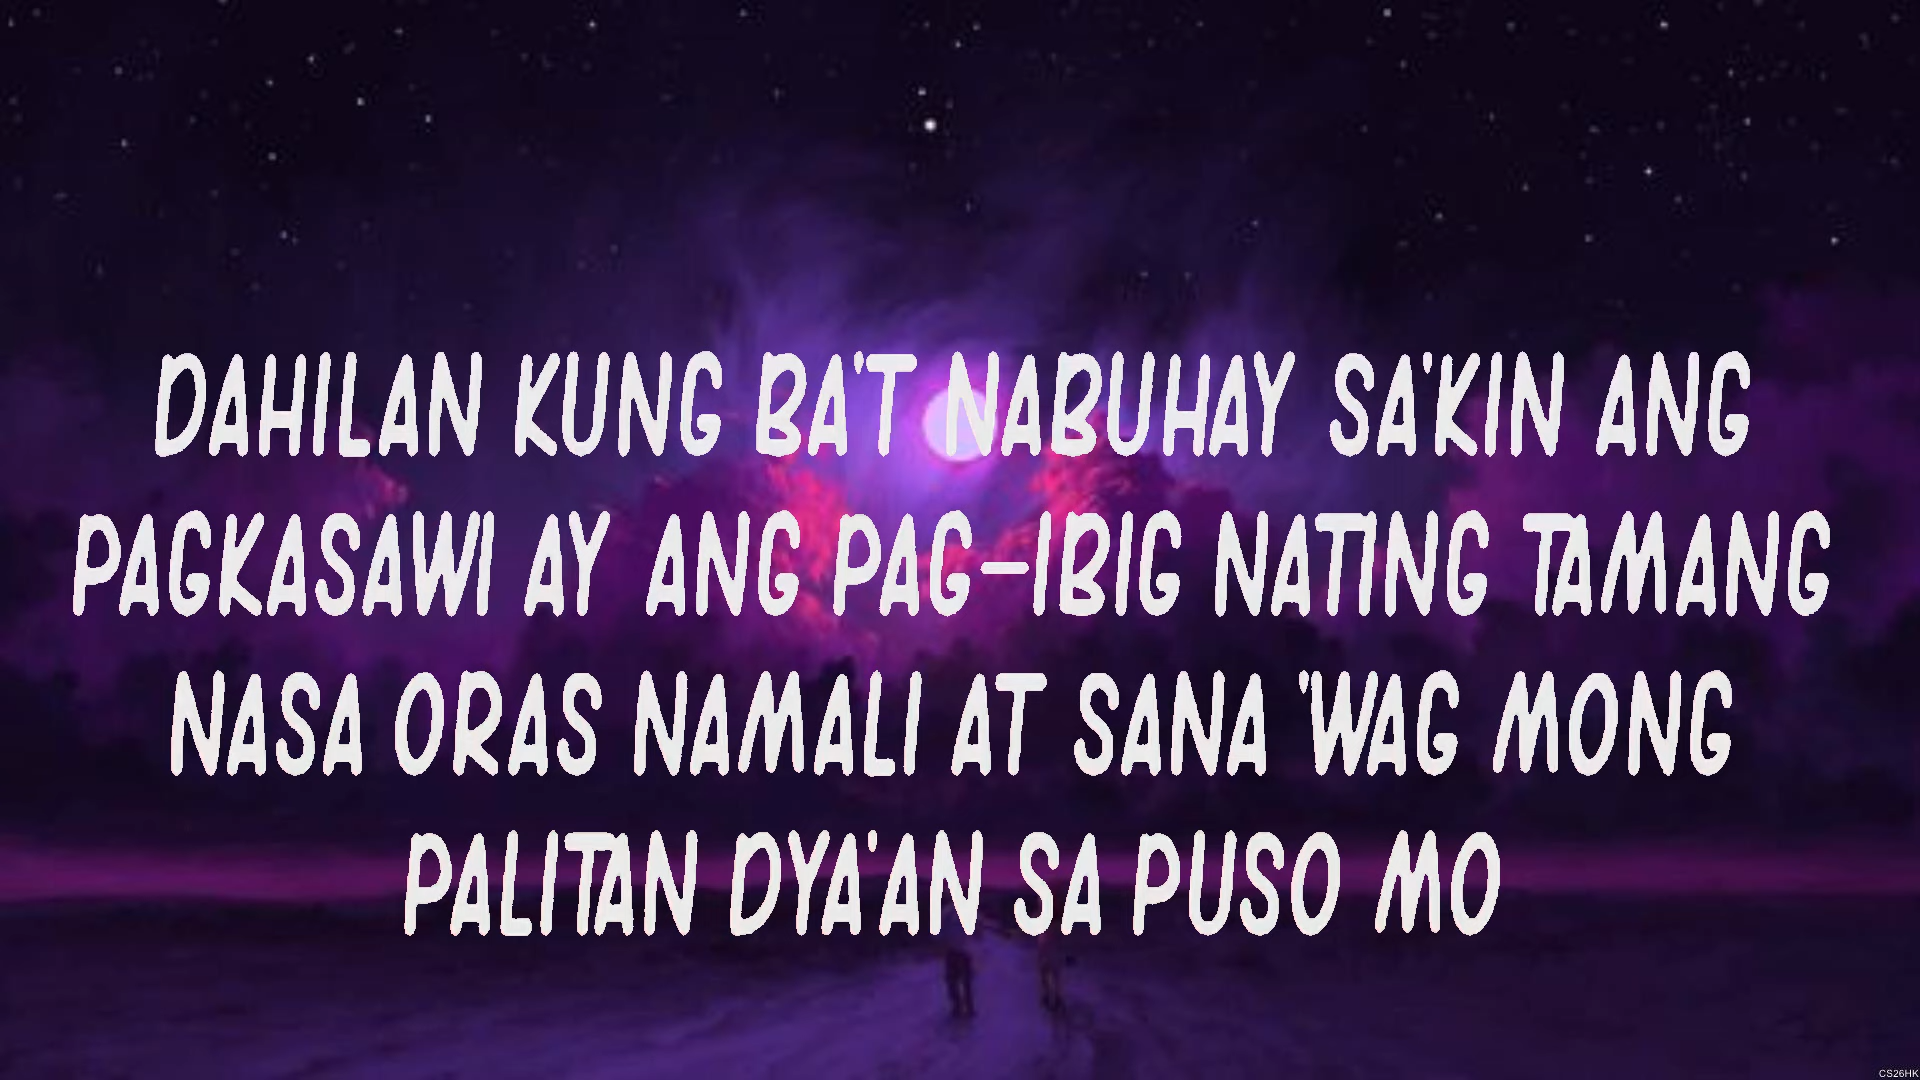 DAHILAN KUNG BA'T NABUHAY SA'KIN ANG
PAGKASAWI AY ANG PAG-IBIG NATING TAMANG
NASA ORAS NAMALI AT SANA 'WAG MONG
PALITAN DYA'AN SA PUSO MO
CS26HK